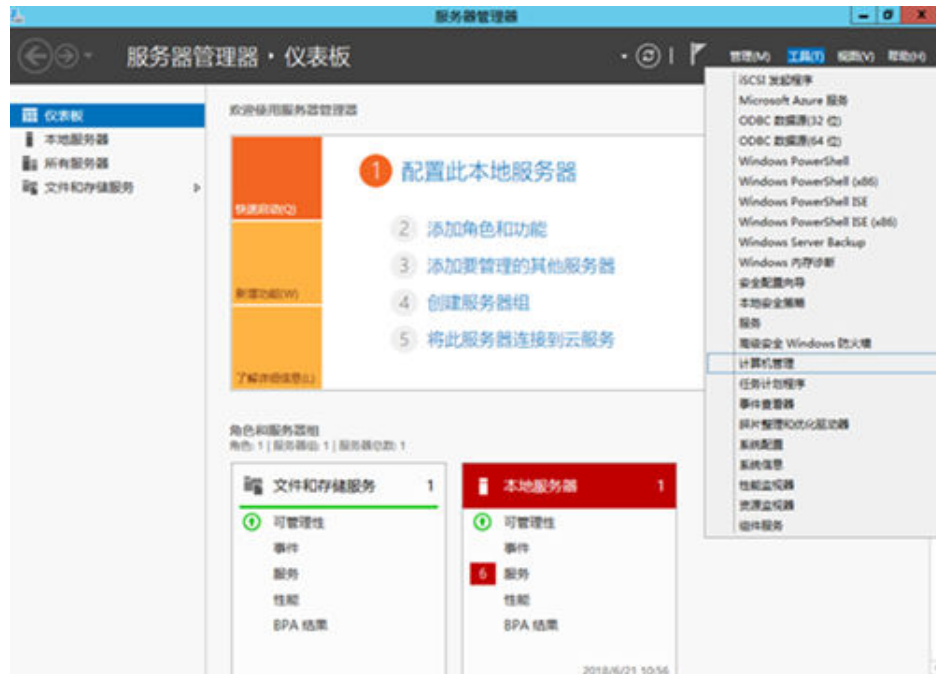 服务器管理器
服务器管理器 · 仪表板
管理(M) 工具(T) 视图(V) 帮助(H)
仪表板
本地服务器
所有服务器
文件和存储服务
欢迎使用服务器管理器
快速启动(Q)
新增功能(W)
了解详细信息(L)
1 配置此本地服务器
2 添加角色和功能
3 添加要管理的其他服务器
4 创建服务器组
5 将此服务器连接到云服务
角色和服务器组
角色: 1 | 服务器组: 1 | 服务器总数: 1
文件和存储服务 1
可管理性
事件
服务
性能
BPA 结果
本地服务器 1
可管理性
事件
6 服务
性能
BPA 结果
2018/6/21 10:56
iSCSI 发起程序
Microsoft Azure 服务
ODBC 数据源(32 位)
ODBC 数据源(64 位)
Windows PowerShell
Windows PowerShell (x86)
Windows PowerShell ISE
Windows PowerShell ISE (x86)
Windows Server Backup
Windows 内存诊断
安全配置向导
本地安全策略
服务
高级安全 Windows 防火墙
计算机管理
任务计划程序
事件查看器
碎片整理和优化驱动器
系统配置
系统信息
性能监视器
资源监视器
组件服务